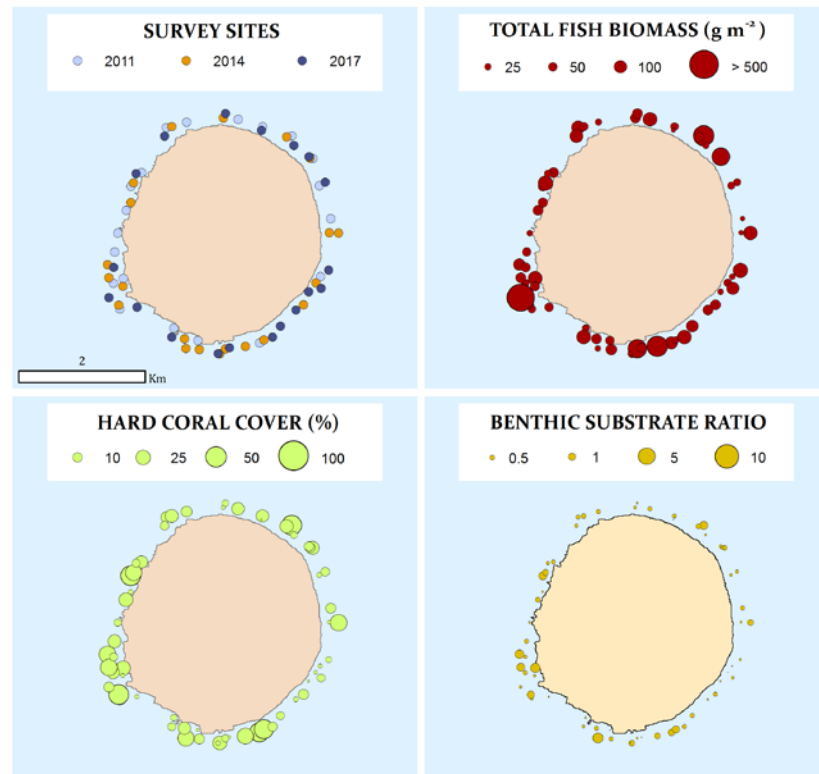 SURVEY SITES
2011 2014 2017
2
Km
TOTAL FISH BIOMASS (g m⁻²)
25 50 100 > 500
HARD CORAL COVER (%)
10 25 50 100
BENTHIC SUBSTRATE RATIO
0.5 1 5 10